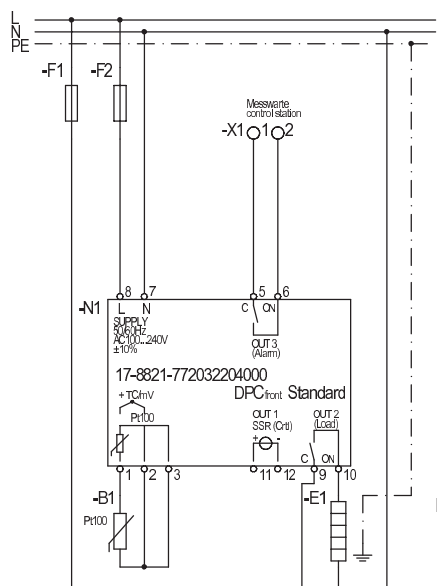 L
N
PE
-F1
-F2
Messwarte
control station
-X1 1 2
8 7 5 6
-N1
L N C ON
SUPPLY
50/60Hz
AC100...240V
±10%
OUT 3
(Alarm)
17-8821-772032204000
DPC front Standard
+ TC/mV
Pt100
OUT 1
SSR (Crtl)
+ -
OUT 2
(Load)
C ON
1 2 3 11 12 9 10
-B1
-E1
Pt100